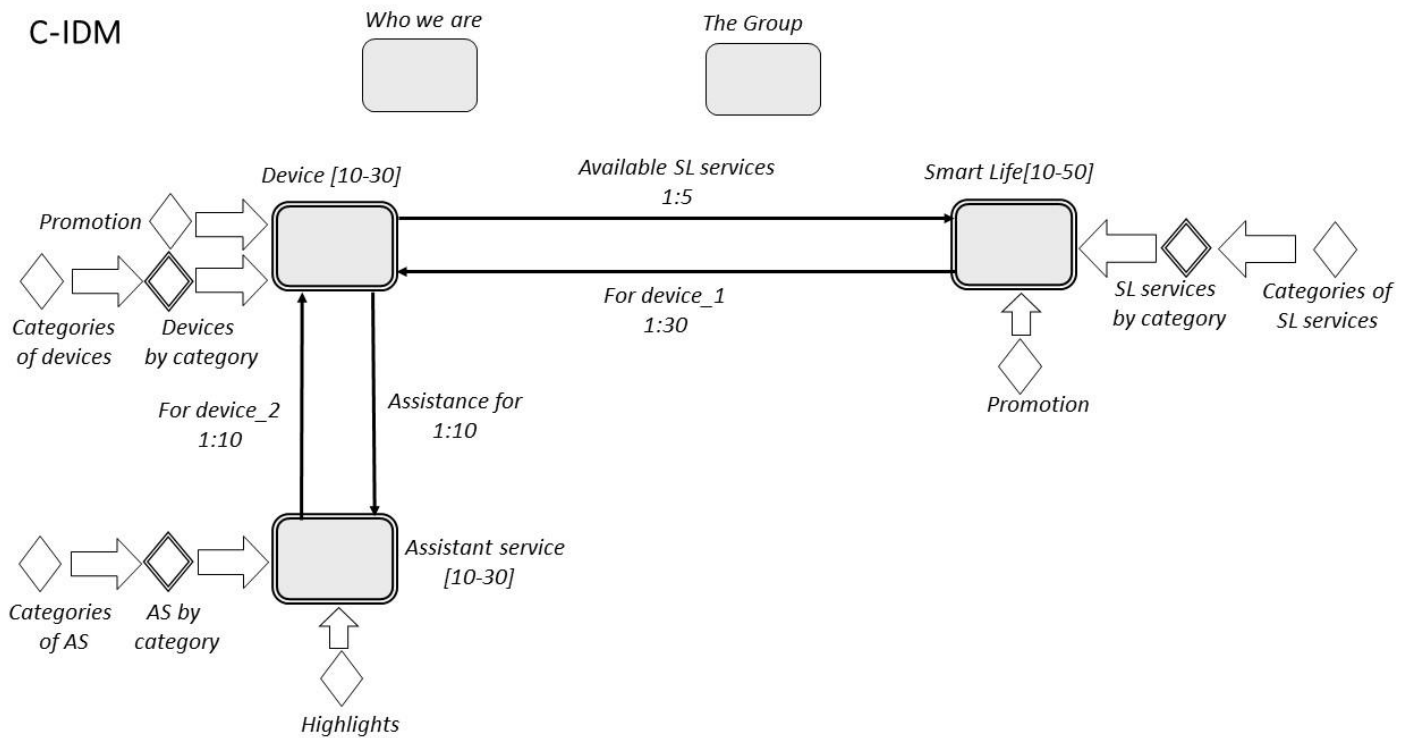 C-IDM
Who we are
The Group
Device [10-30]
Available SL services
1:5
Smart Life[10-50]
Promotion
For device_1
1:30
Categories
of devices
Devices
by category
SL services
by category
Categories of
SL services
Promotion
For device_2
1:10
Assistance for
1:10
Assistant service
[10-30]
Categories
of AS
AS by
category
Highlights